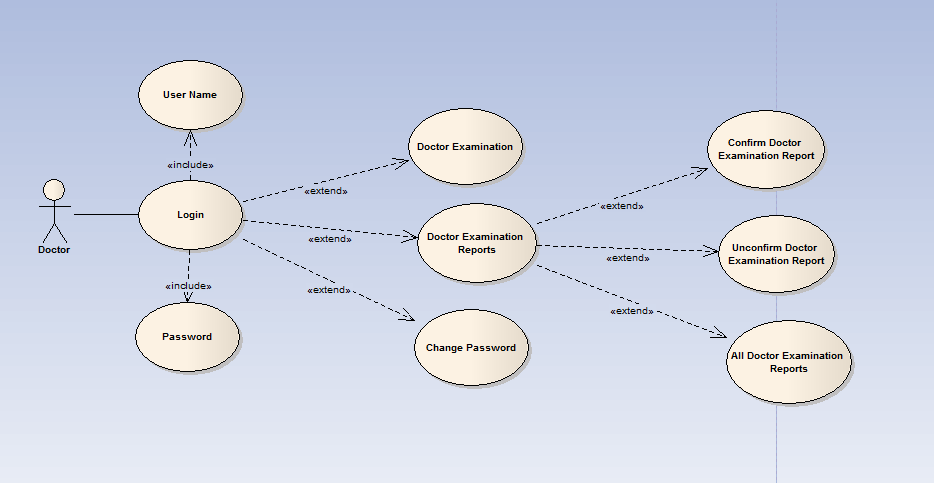 User Name
«include»
Doctor
Login
«include»
Password
«extend»
Doctor Examination
«extend»
Doctor Examination
Reports
«extend»
Change Password
«extend»
Confirm Doctor
Examination Report
«extend»
Unconfirm Doctor
Examination Report
«extend»
All Doctor Examination
Reports